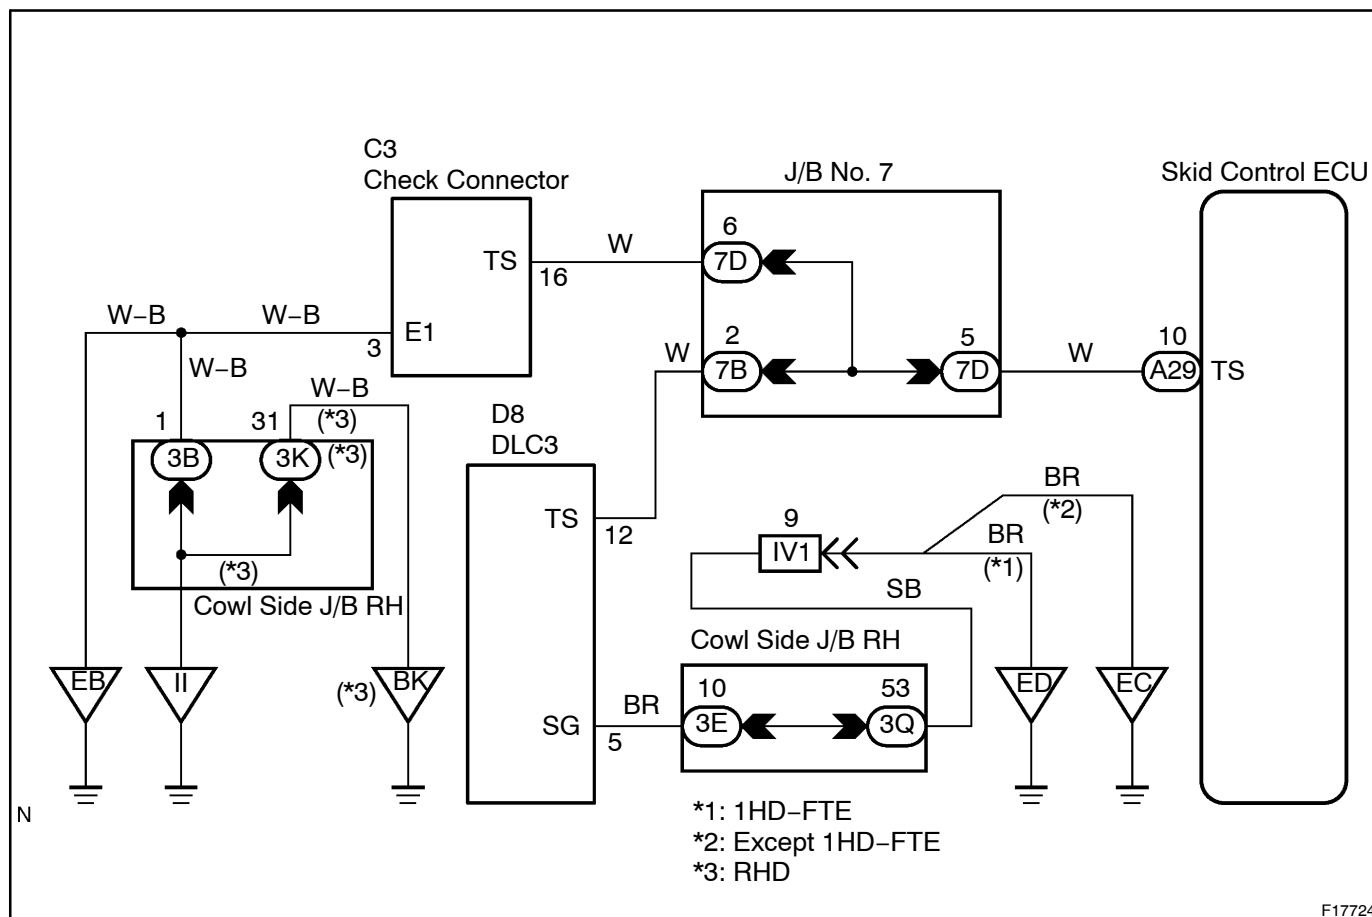 C3
Check Connector
J/B No. 7
Skid Control ECU
TS
16
W
6
7D
W−B
W−B
3
E1
W−B
W
2
7B
5
7D
W
10
A29
TS
W−B
(*3)
1
31
3B
3K
(*3)
(*3)
Cowl Side J/B RH
D8
DLC3
TS
12
9
IV1
BR
(*2)
BR
(*1)
SB
Cowl Side J/B RH
10
53
SG
5
BR
3E
3Q
EB
II
(*3)
BK
ED
EC
N
*1: 1HD−FTE
*2: Except 1HD−FTE
*3: RHD
F17724